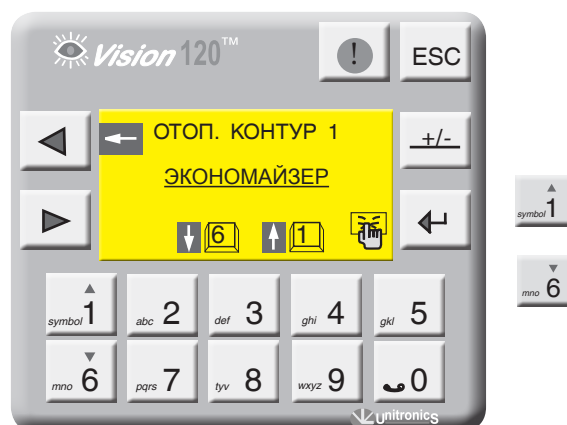 Vision 120™
!
ESC
ОТОП. КОНТУР 1
+/-
ЭКОНОМАЙЗЕР
6
1
symbol 1
abc 2
def 3
ghi 4
gkl 5
mno 6
pqrs 7
tyv 8
wxyz 9
0
unitronics
symbol 1
mno 6